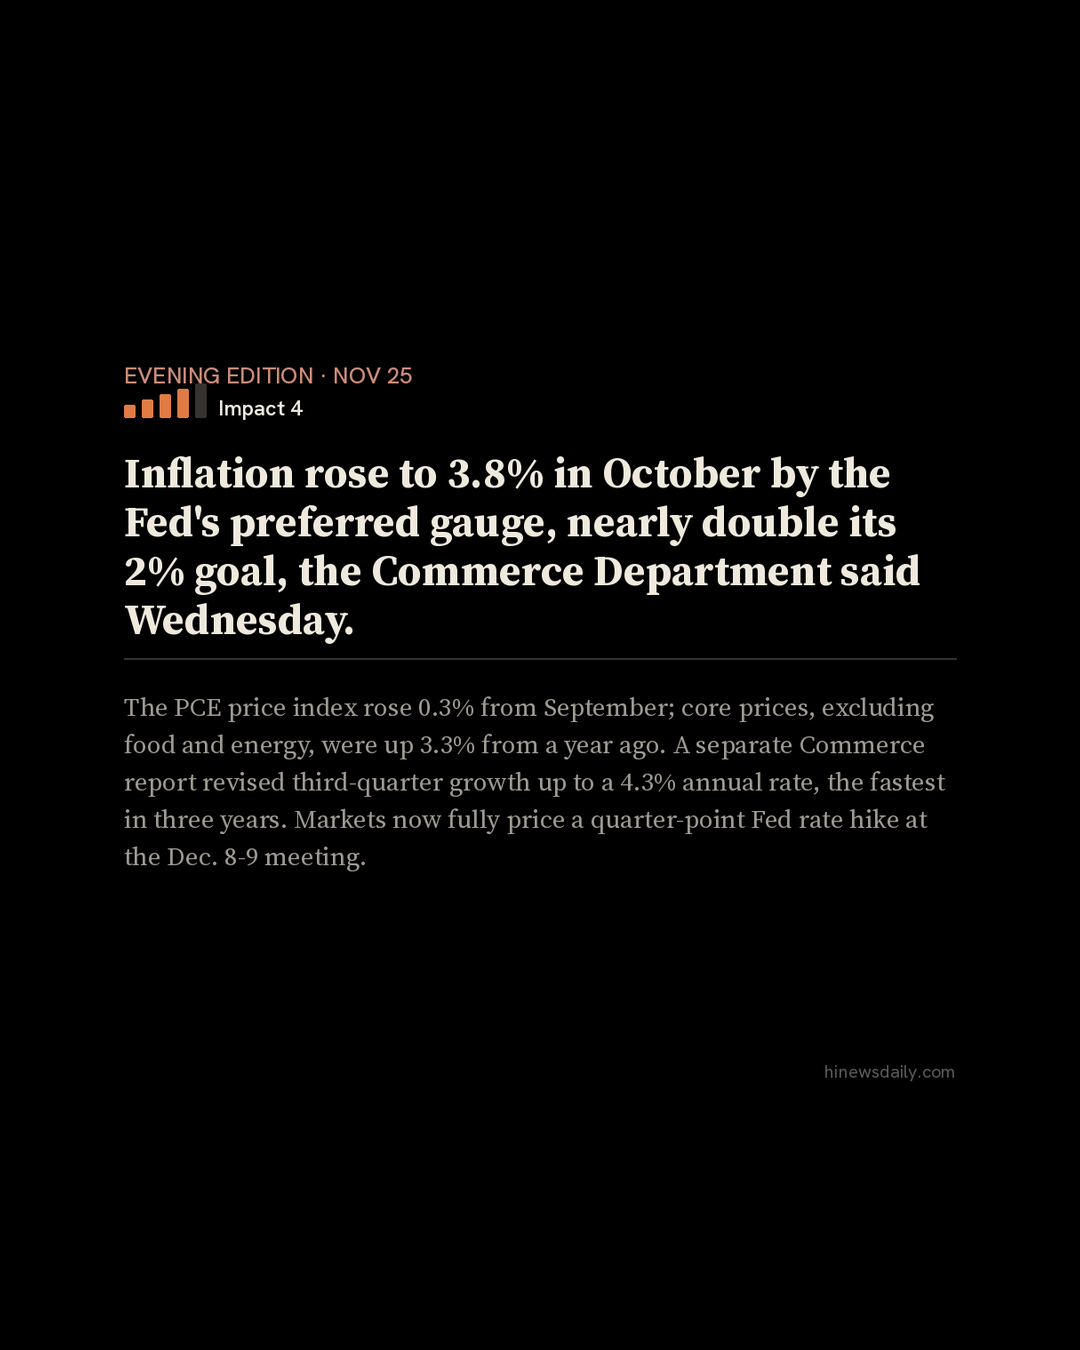 EVENING EDITION · NOV 25
Impact 4
Inflation rose to 3.8% in October by the
Fed's preferred gauge, nearly double its
2% goal, the Commerce Department said
Wednesday.
The PCE price index rose 0.3% from September; core prices, excluding
food and energy, were up 3.3% from a year ago. A separate Commerce
report revised third-quarter growth up to a 4.3% annual rate, the fastest
in three years. Markets now fully price a quarter-point Fed rate hike at
the Dec. 8-9 meeting.
hinewsdaily.com